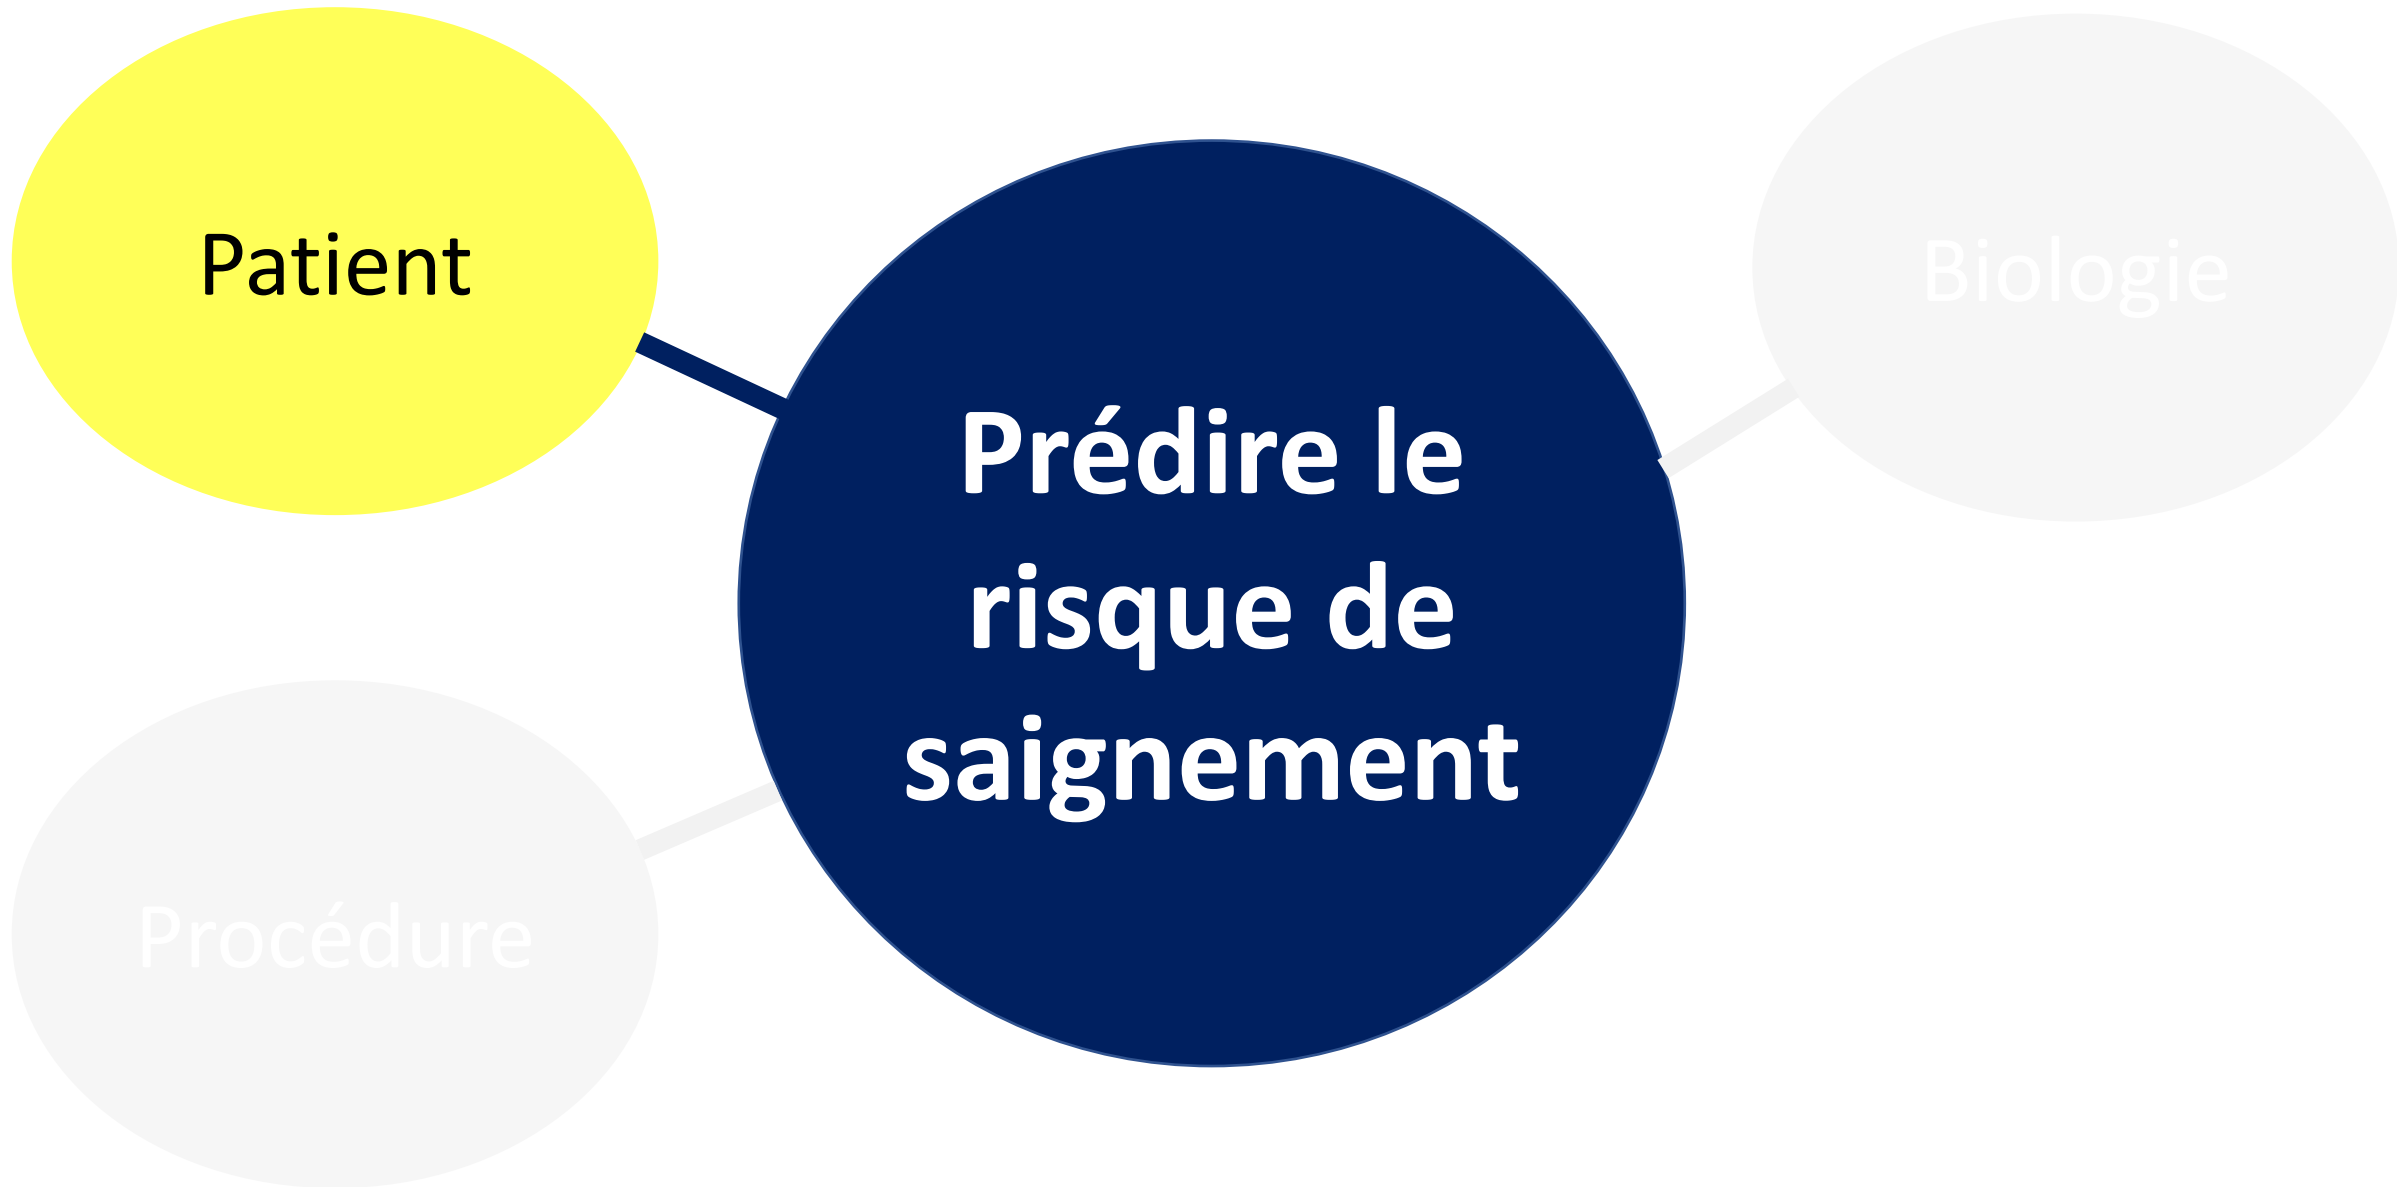 Patient
Biologie
Prédire le
risque de
saignement
Procédure